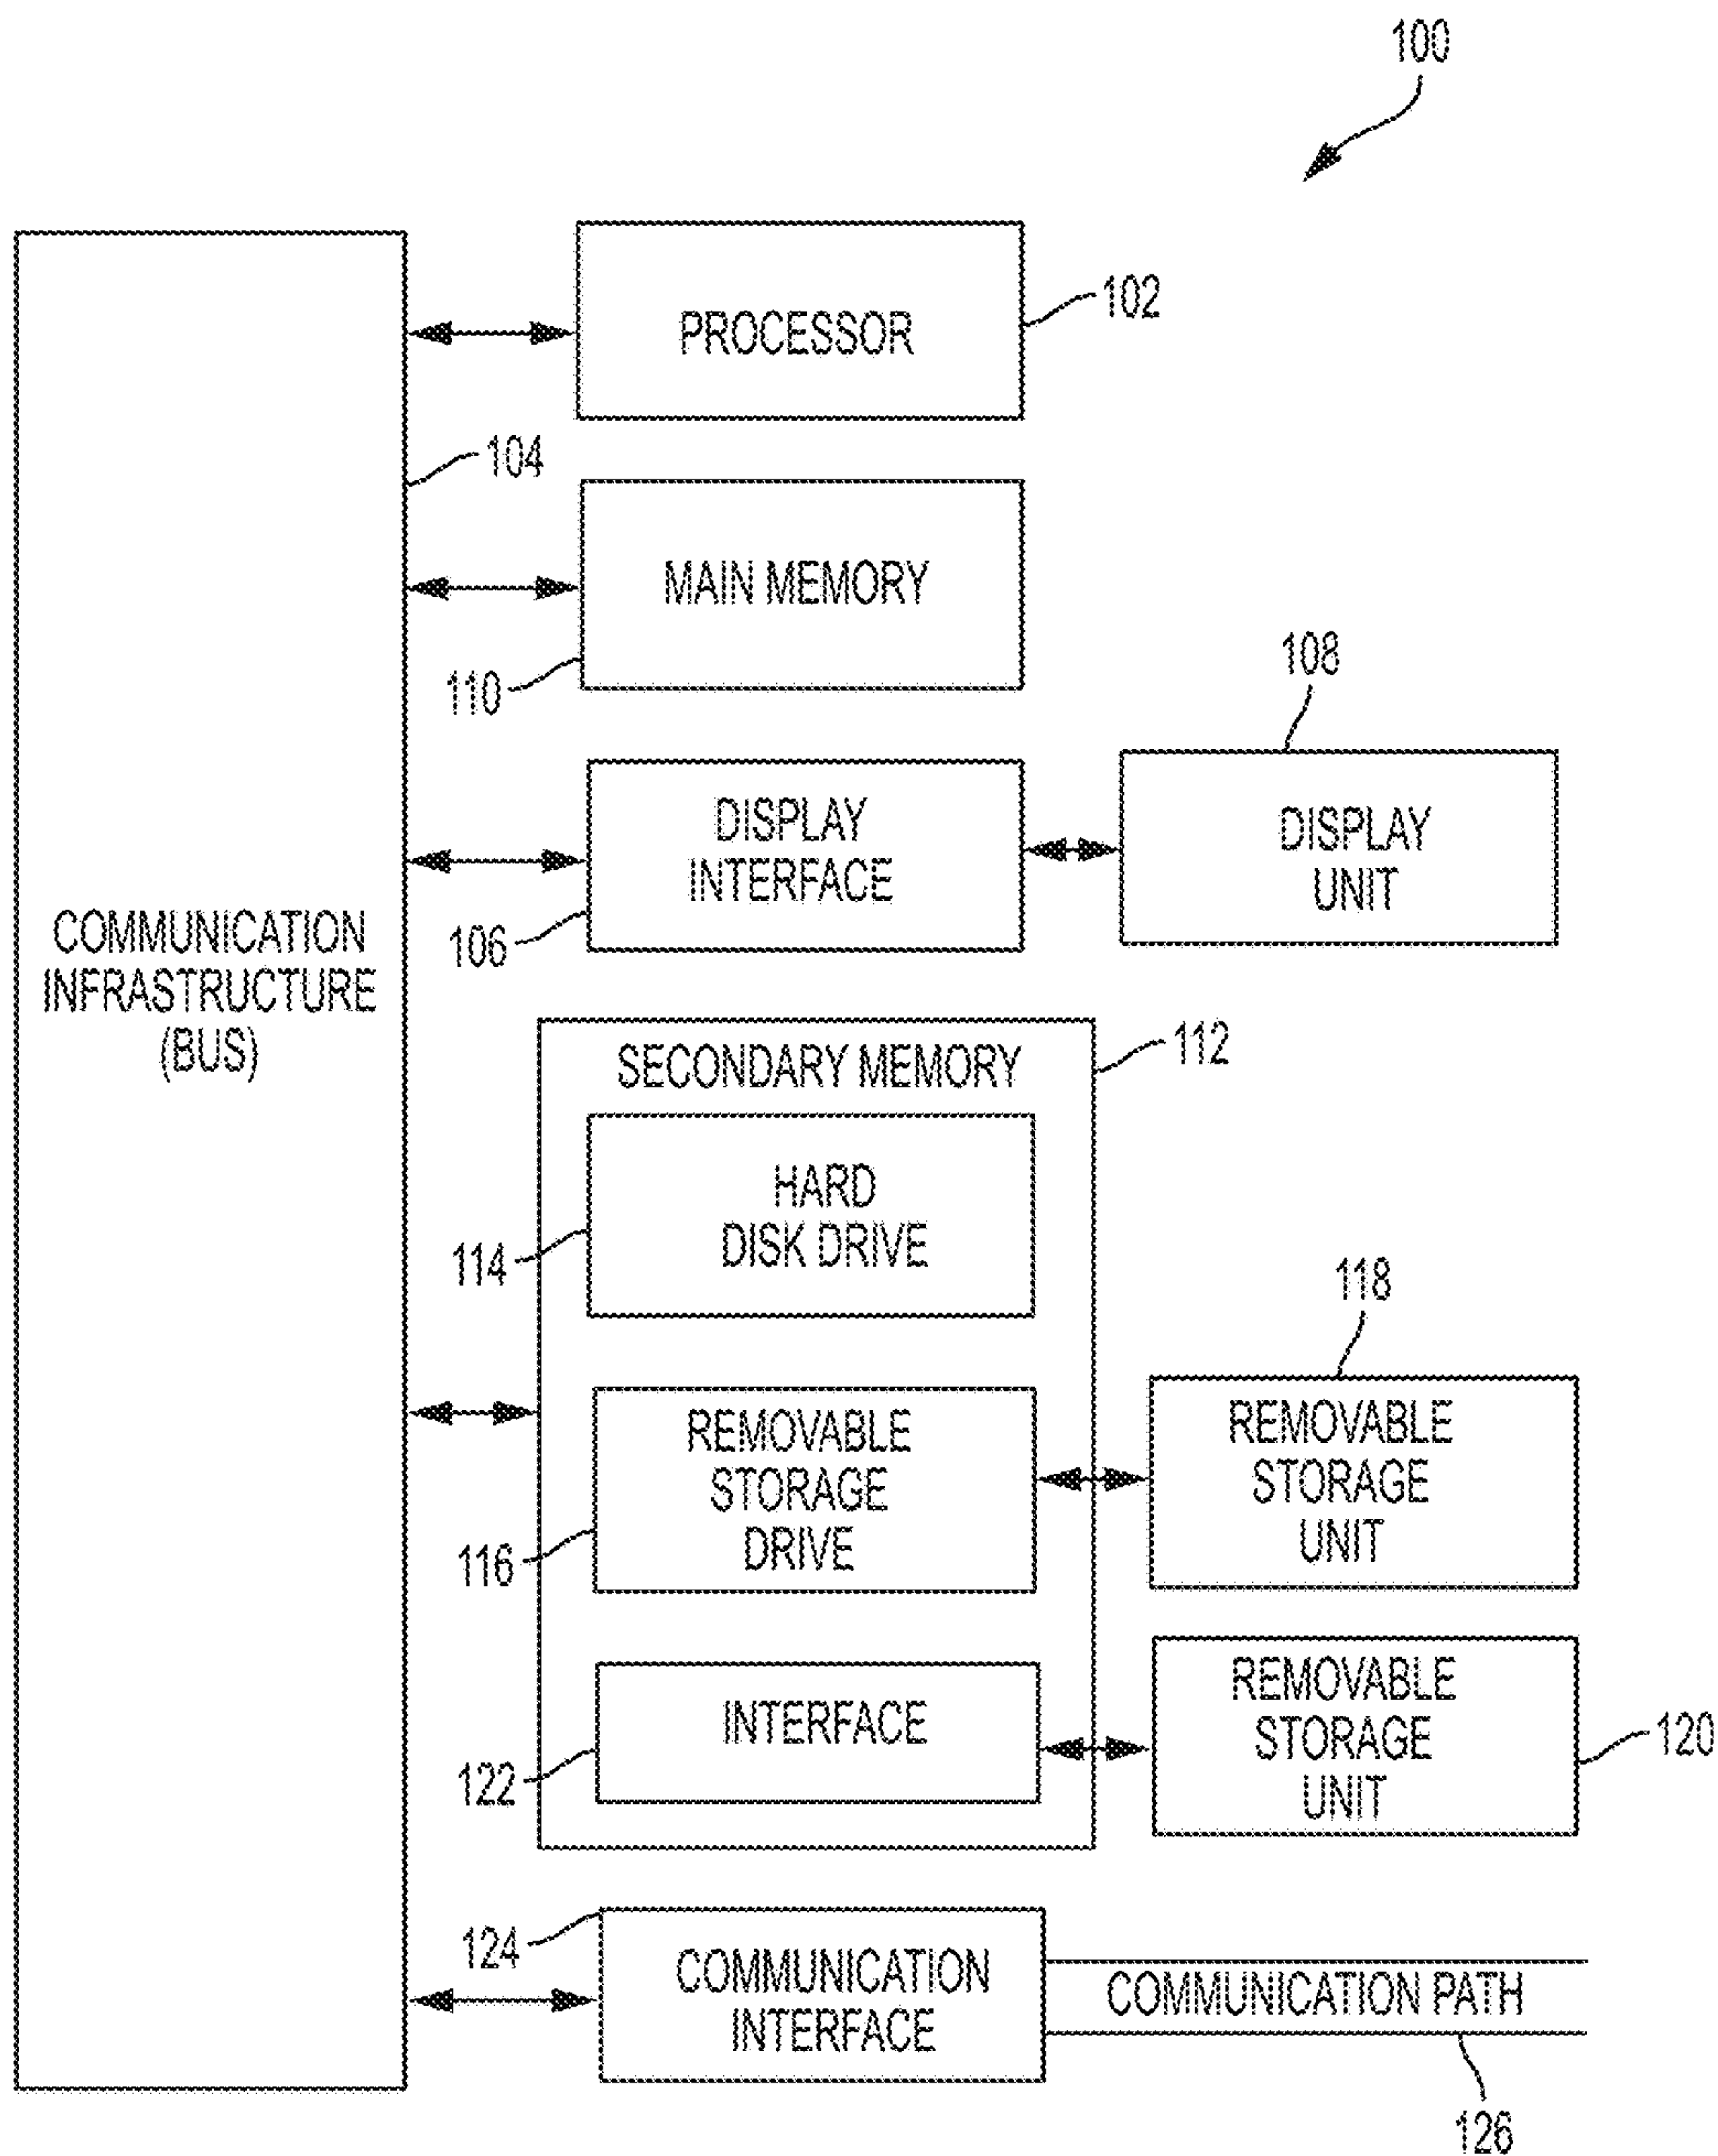 100
PROCESSOR
102
104
MAIN MEMORY
110
108
DISPLAY
INTERFACE
106
DISPLAY
UNIT
COMMUNICATION
INFRASTRUCTURE
(BUS)
SECONDARY MEMORY
112
HARD
DISK DRIVE
114
118
REMOVABLE
STORAGE
DRIVE
116
REMOVABLE
STORAGE
UNIT
INTERFACE
122
REMOVABLE
STORAGE
UNIT
120
124
COMMUNICATION
INTERFACE
COMMUNICATION PATH
126